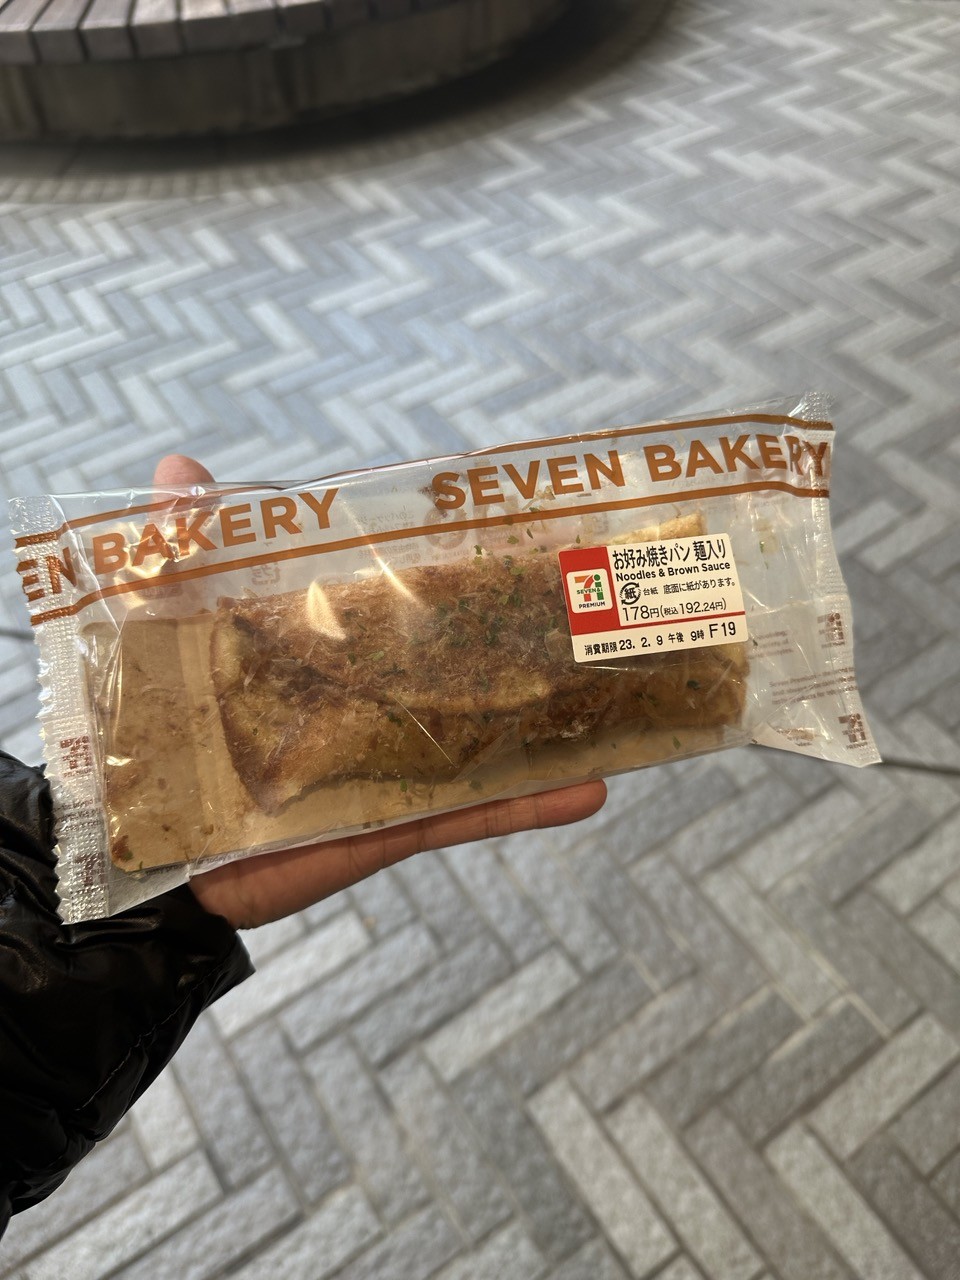 EN BAKERY SEVEN BAKERY
お好み焼きパン 麺入り
Noodles & Brown Sauce
紙 台紙 底面に紙があります。
178円(税込192.24円)
消費期限 23. 2. 9 午後 9時 F19
7
SEVEN&i
PREMIUM